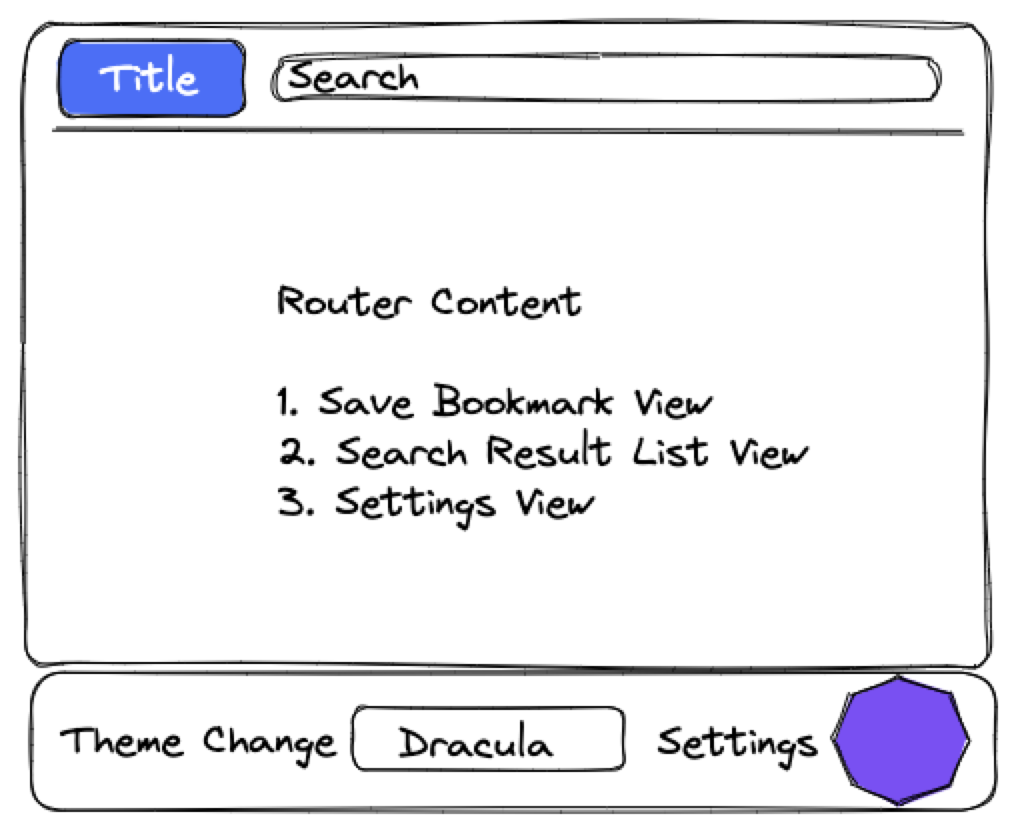 Title
Search
Router Content
1. Save Bookmark View
2. Search Result List View
3. Settings View
Theme Change Dracula Settings